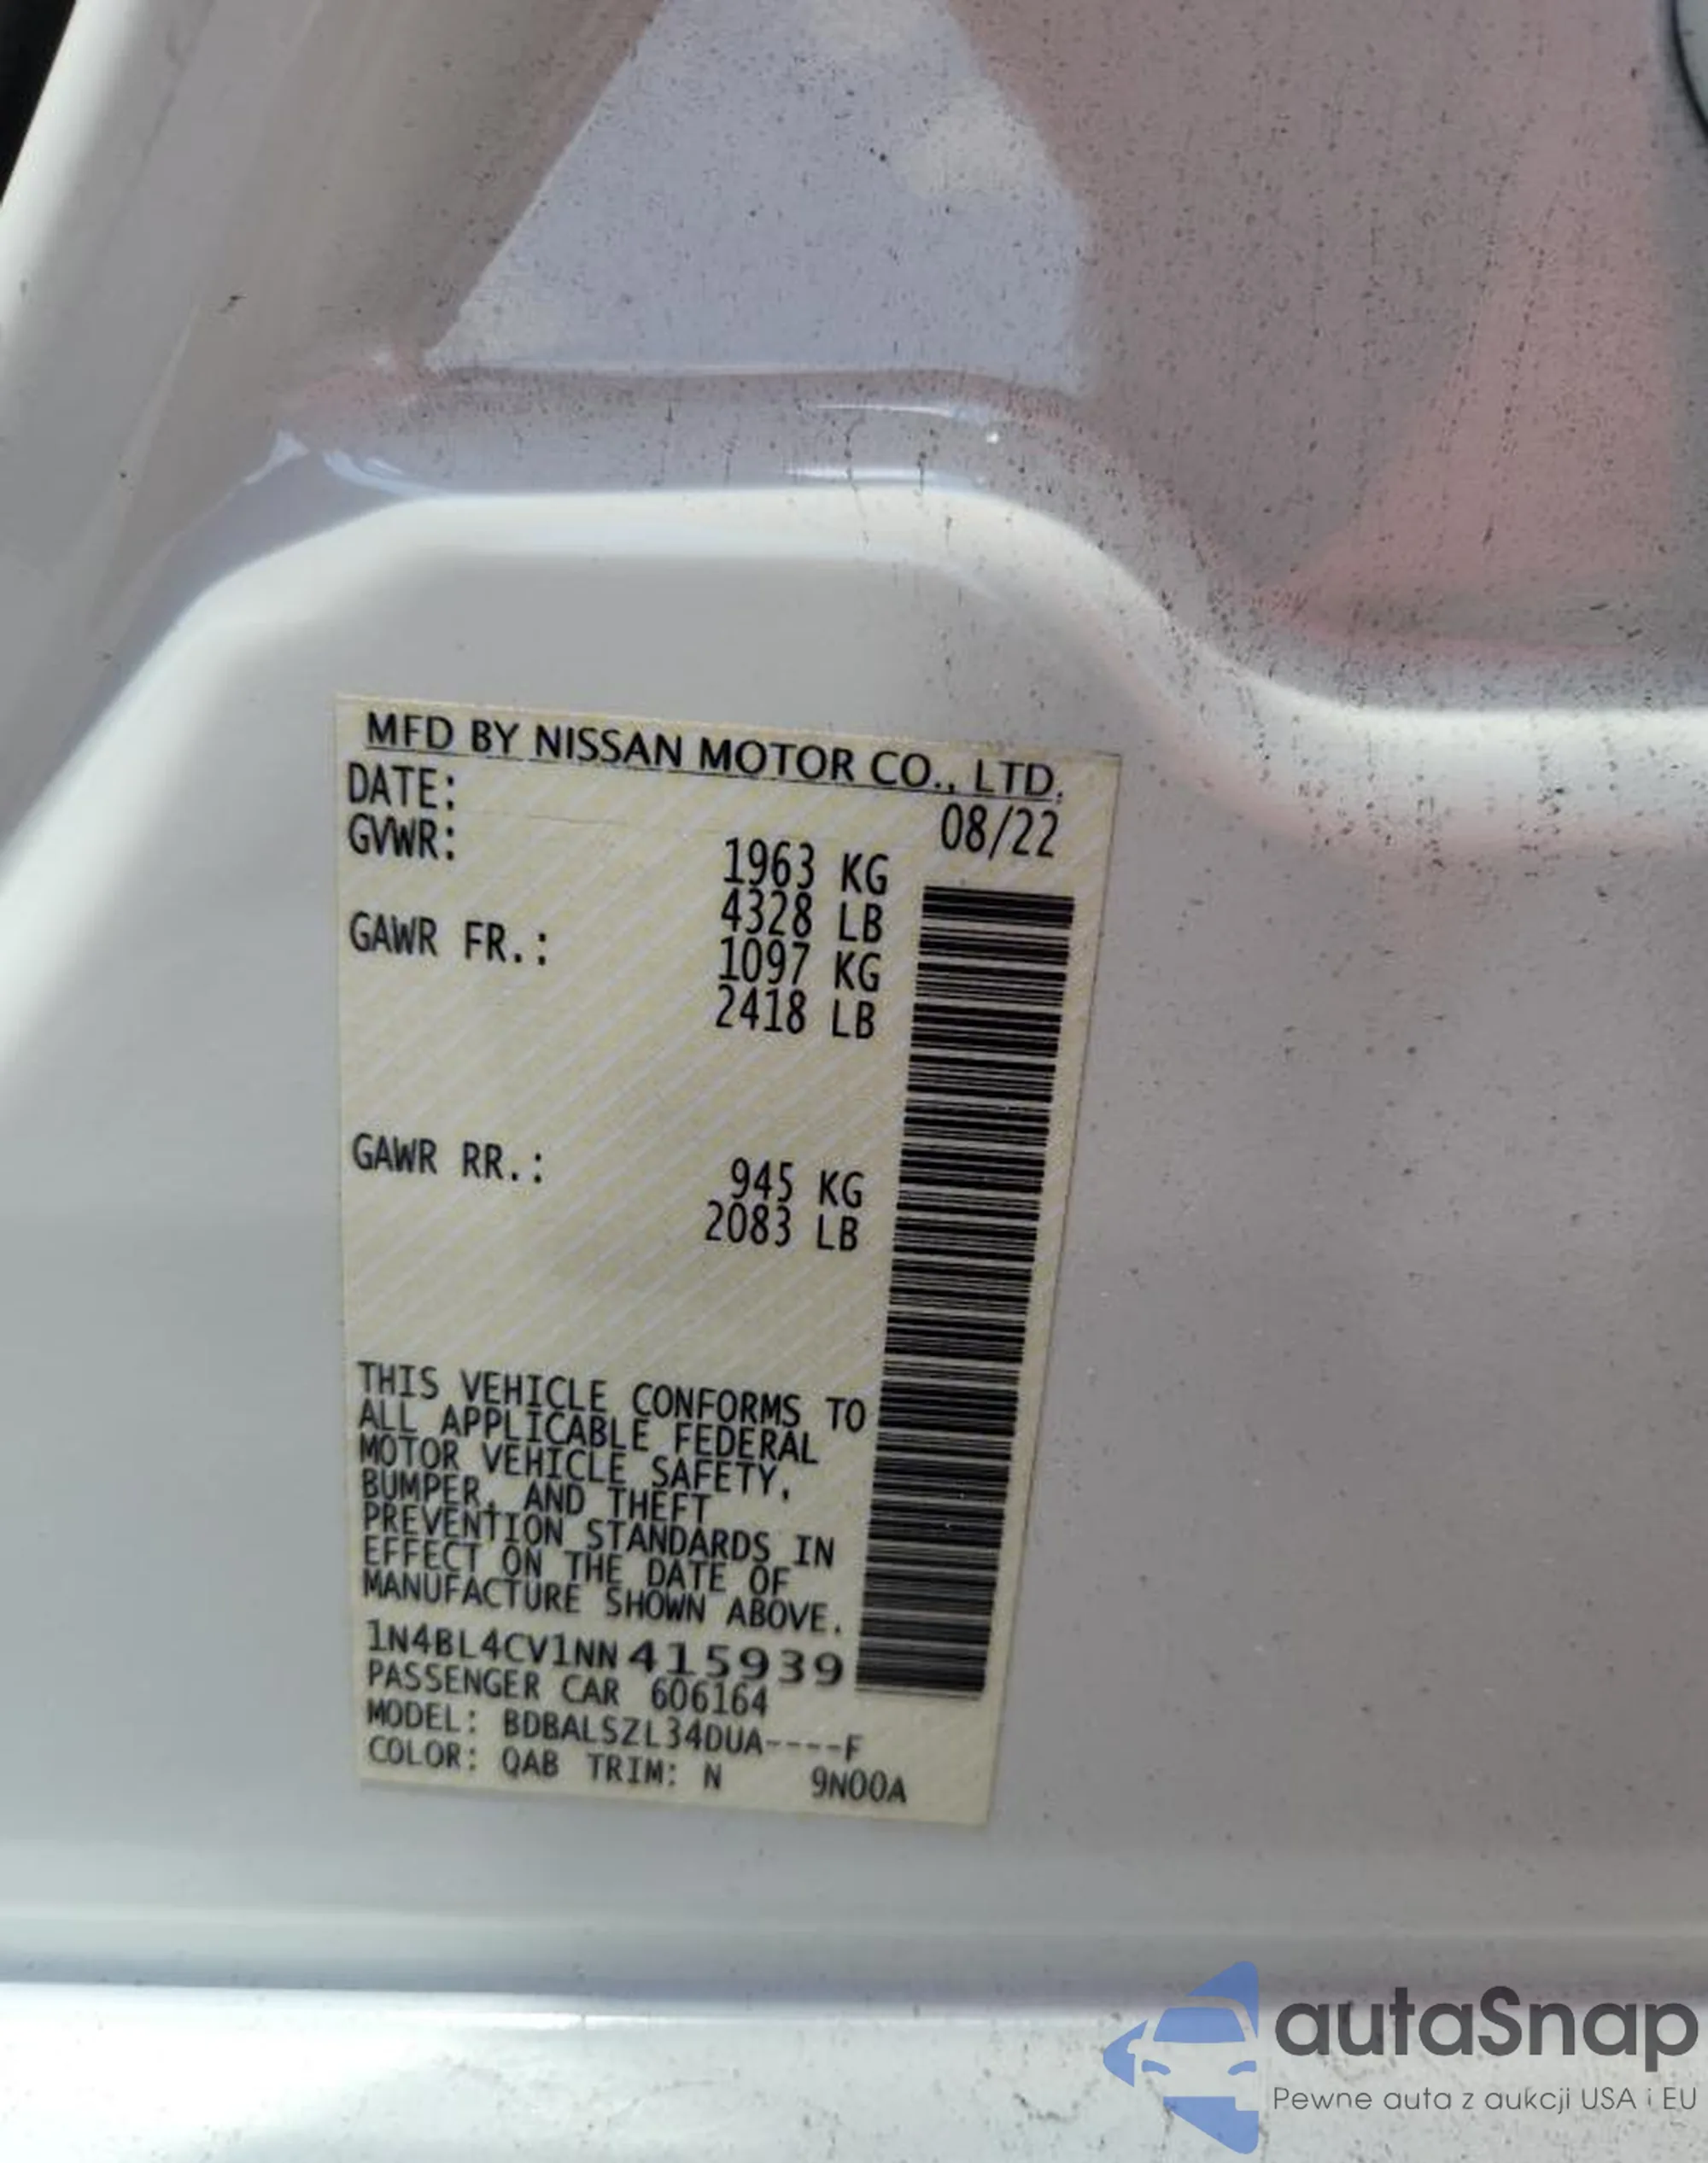 MFD BY NISSAN MOTOR CO., LTD.
DATE: 08/22
GVWR: 1963 KG
4328 LB
GAWR FR.: 1097 KG
2418 LB
GAWR RR.: 945 KG
2083 LB
THIS VEHICLE CONFORMS TO
ALL APPLICABLE FEDERAL
MOTOR VEHICLE SAFETY,
BUMPER, AND THEFT
PREVENTION STANDARDS IN
EFFECT ON THE DATE OF
MANUFACTURE SHOWN ABOVE.
1N4BL4CV1NN415939
PASSENGER CAR 606164
MODEL: BDBALSZL34DUA----F
COLOR: QAB TRIM: N 9N00A
autaSnap
Pewne auta z aukcji USA i EU